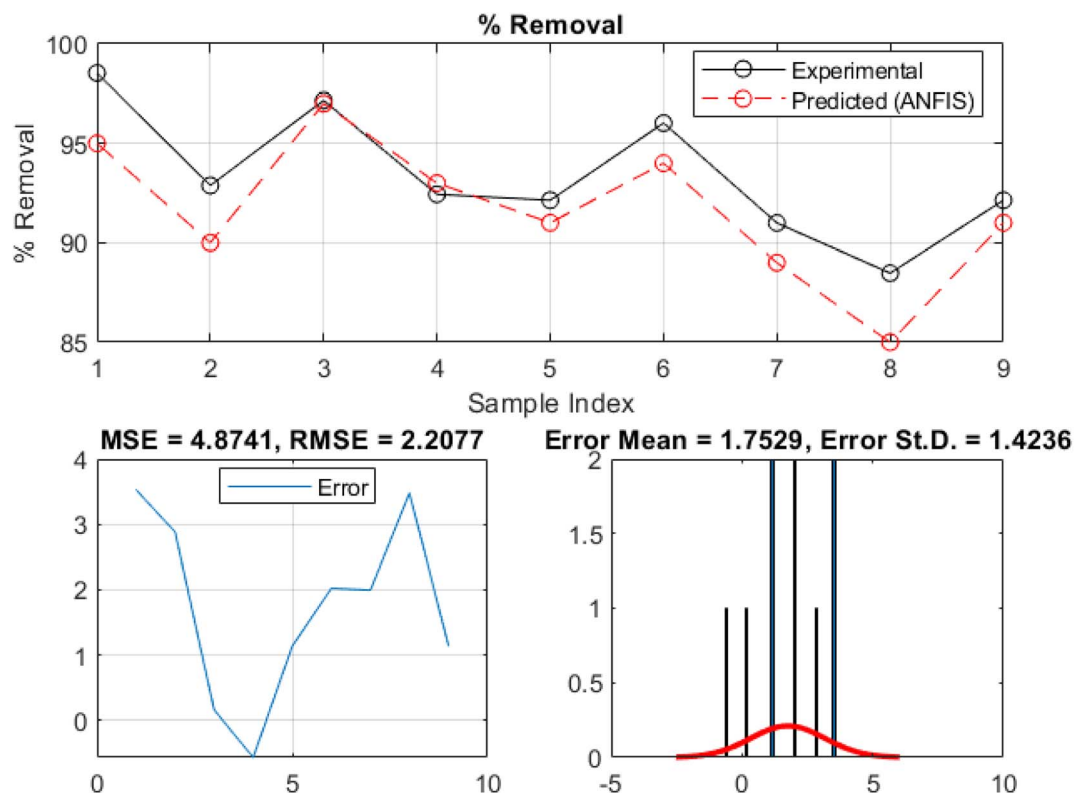 % Removal
100
95
90
85
% Removal
Experimental
Predicted (ANFIS)
1 2 3 4 5 6 7 8 9
Sample Index
MSE = 4.8741, RMSE = 2.2077
4
3
2
1
0
Error
0 5 10
Error Mean = 1.7529, Error St.D. = 1.4236
2
1.5
1
0.5
0
-5 0 5 10